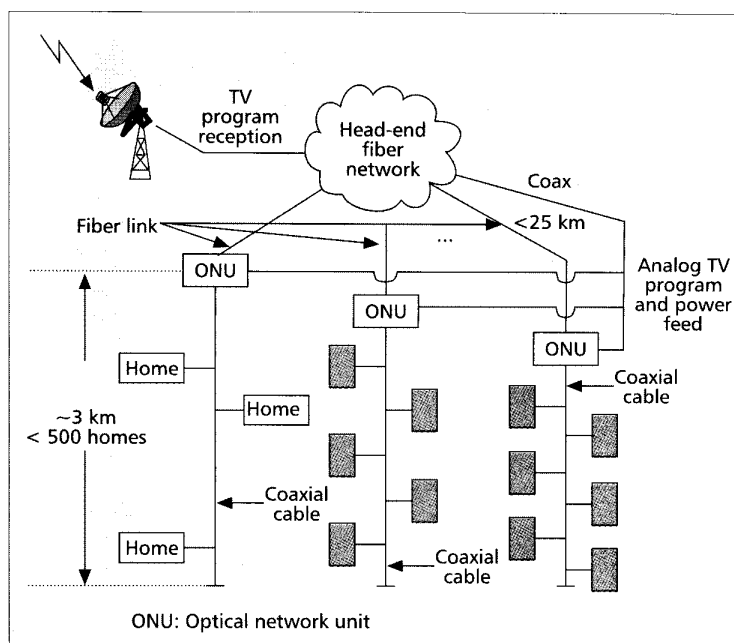 TV
program
reception
Head-end
fiber
network
Coax
Fiber link
<25 km
...
ONU
ONU
ONU
Analog TV
program
and power
feed
Home
Home
Home
~3 km
< 500 homes
Coaxial
cable
Coaxial
cable
Coaxial
cable
ONU: Optical network unit